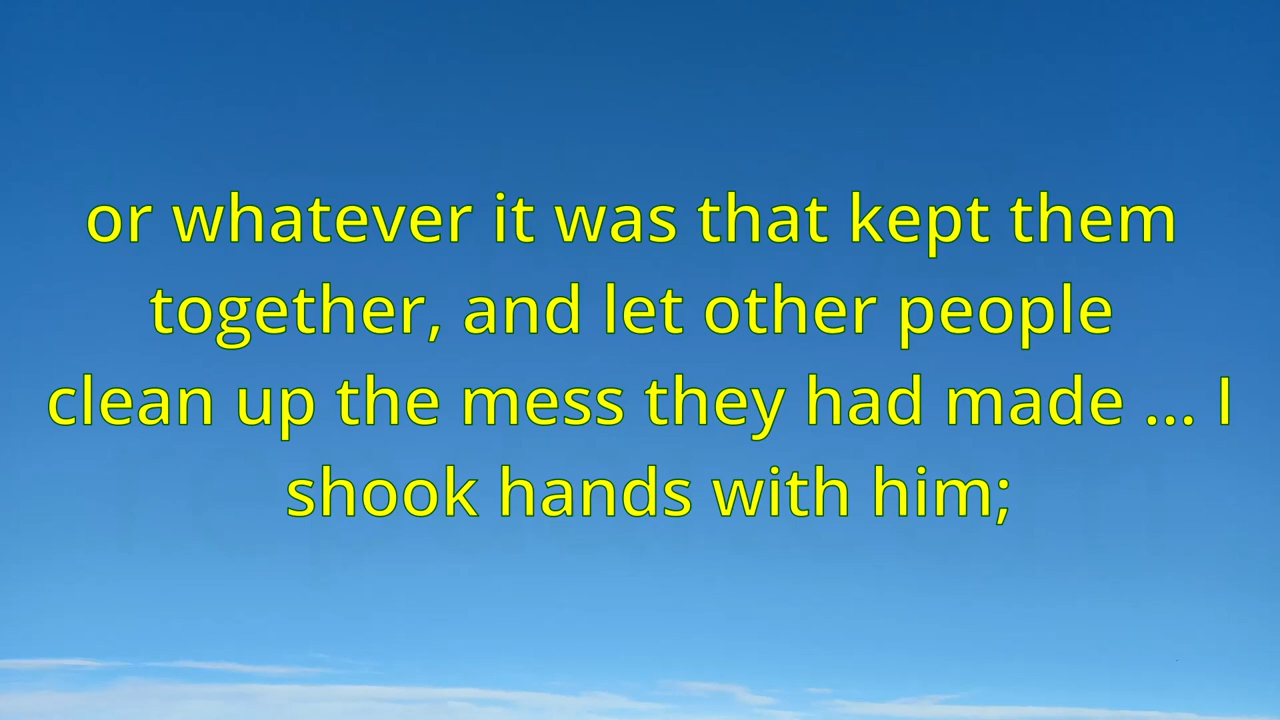 or whatever it was that kept them
together, and let other people
clean up the mess they had made ... I
shook hands with him;